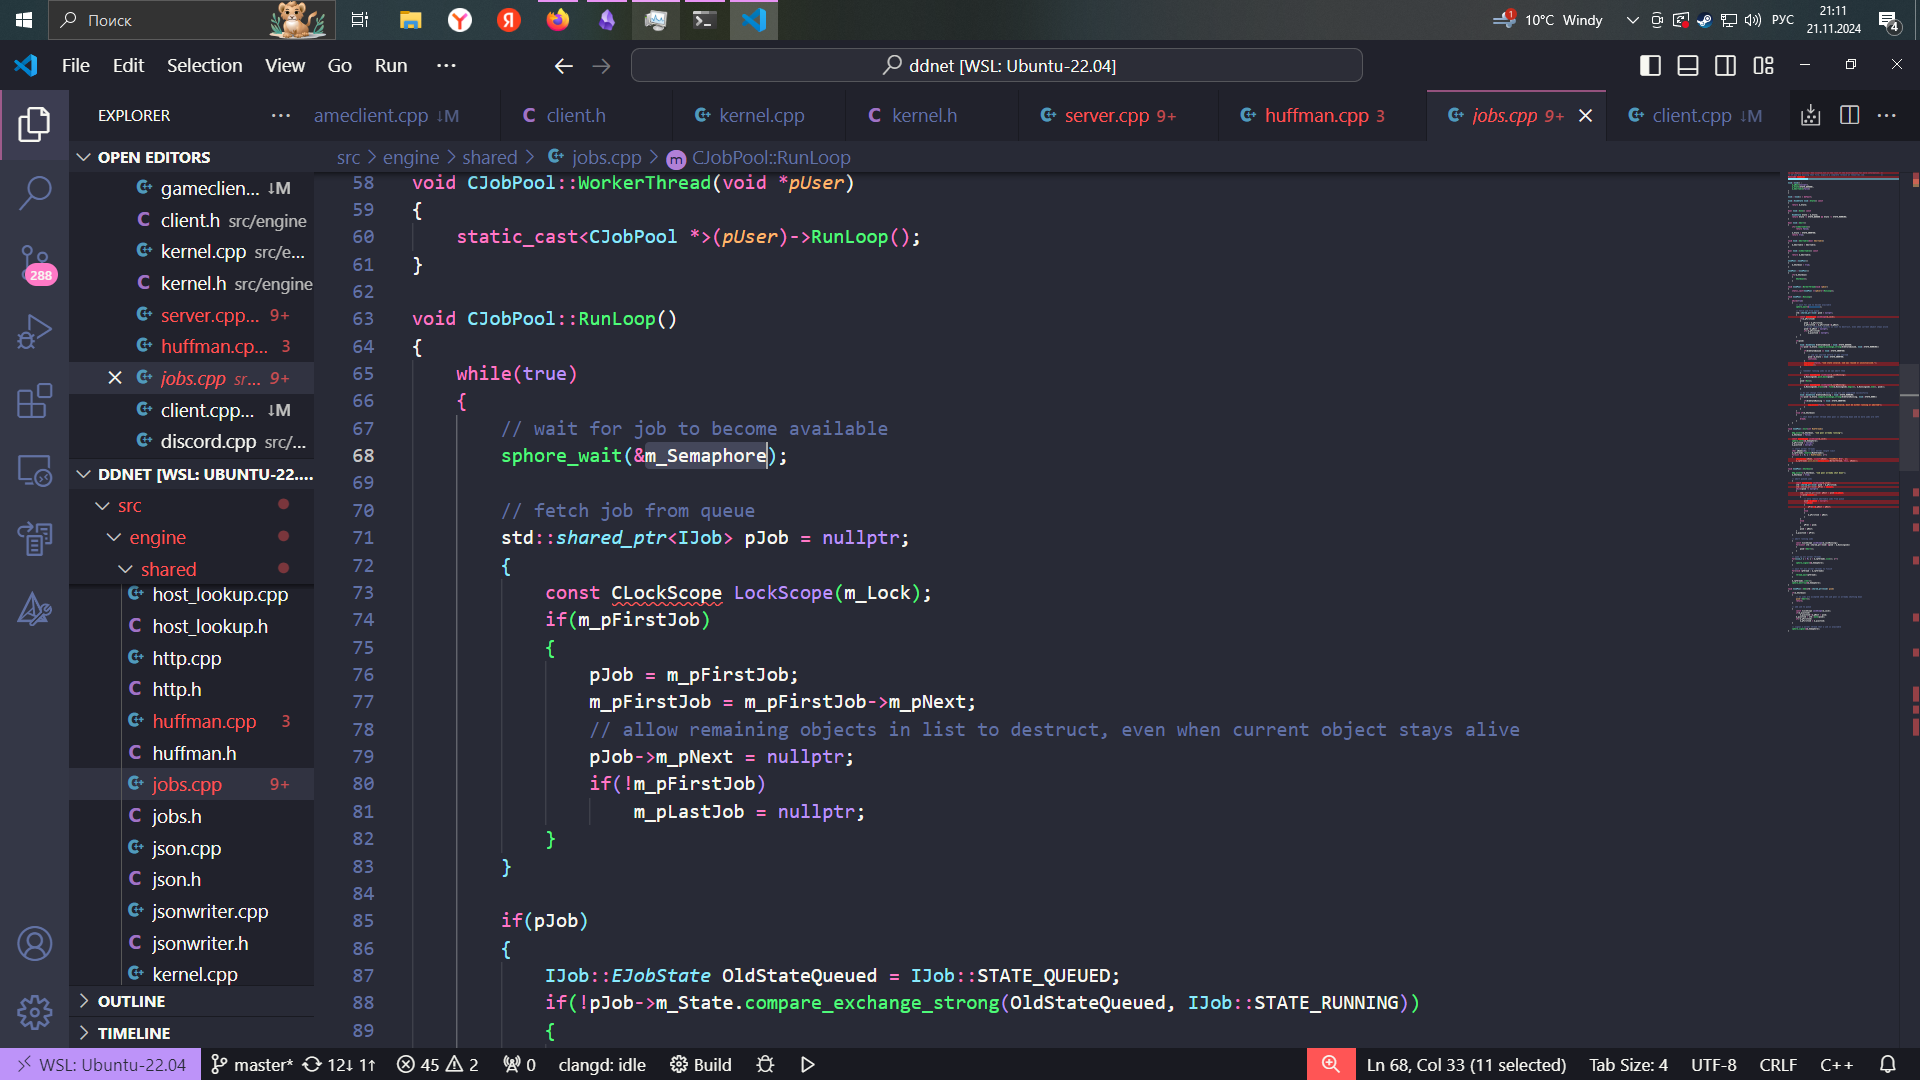 Поиск
10°C Windy
РУС
21:11
21.11.2024
4
File Edit Selection View Go Run ···
ddnet [WSL: Ubuntu-22.04]
EXPLORER
ameclient.cpp ↓M
client.h
kernel.cpp
kernel.h
server.cpp 9+
huffman.cpp 3
jobs.cpp 9+
client.cpp ↓M
OPEN EDITORS
gameclien... ↓M
client.h src/engine
kernel.cpp src/e...
kernel.h src/engine
server.cpp... 9+
huffman.cp... 3
jobs.cpp sr... 9+
client.cpp... ↓M
discord.cpp src/...
288
DDNET [WSL: UBUNTU-22....
src
engine
shared
host_lookup.cpp
host_lookup.h
http.cpp
http.h
huffman.cpp 3
huffman.h
jobs.cpp 9+
jobs.h
json.cpp
json.h
jsonwriter.cpp
jsonwriter.h
kernel.cpp
OUTLINE
TIMELINE
src > engine > shared > jobs.cpp > m CJobPool::RunLoop
58 void CJobPool::WorkerThread(void *pUser)
59 {
60 static_cast<CJobPool *>(pUser)->RunLoop();
61 }
62
63 void CJobPool::RunLoop()
64 {
65 while(true)
66 {
67 // wait for job to become available
68 sphore_wait(&m_Semaphore);
69
70 // fetch job from queue
71 std::shared_ptr<IJob> pJob = nullptr;
72 {
73 const CLockScope LockScope(m_Lock);
74 if(m_pFirstJob)
75 {
76 pJob = m_pFirstJob;
77 m_pFirstJob = m_pFirstJob->m_pNext;
78 // allow remaining objects in list to destruct, even when current object stays alive
79 pJob->m_pNext = nullptr;
80 if(!m_pFirstJob)
81 m_pLastJob = nullptr;
82 }
83 }
84
85 if(pJob)
86 {
87 IJob::EJobState OldStateQueued = IJob::STATE_QUEUED;
88 if(!pJob->m_State.compare_exchange_strong(OldStateQueued, IJob::STATE_RUNNING))
89 {
WSL: Ubuntu-22.04 master* 12↓ 1↑ 45 2 0 clangd: idle Build Ln 68, Col 33 (11 selected) Tab Size: 4 UTF-8 CRLF C++